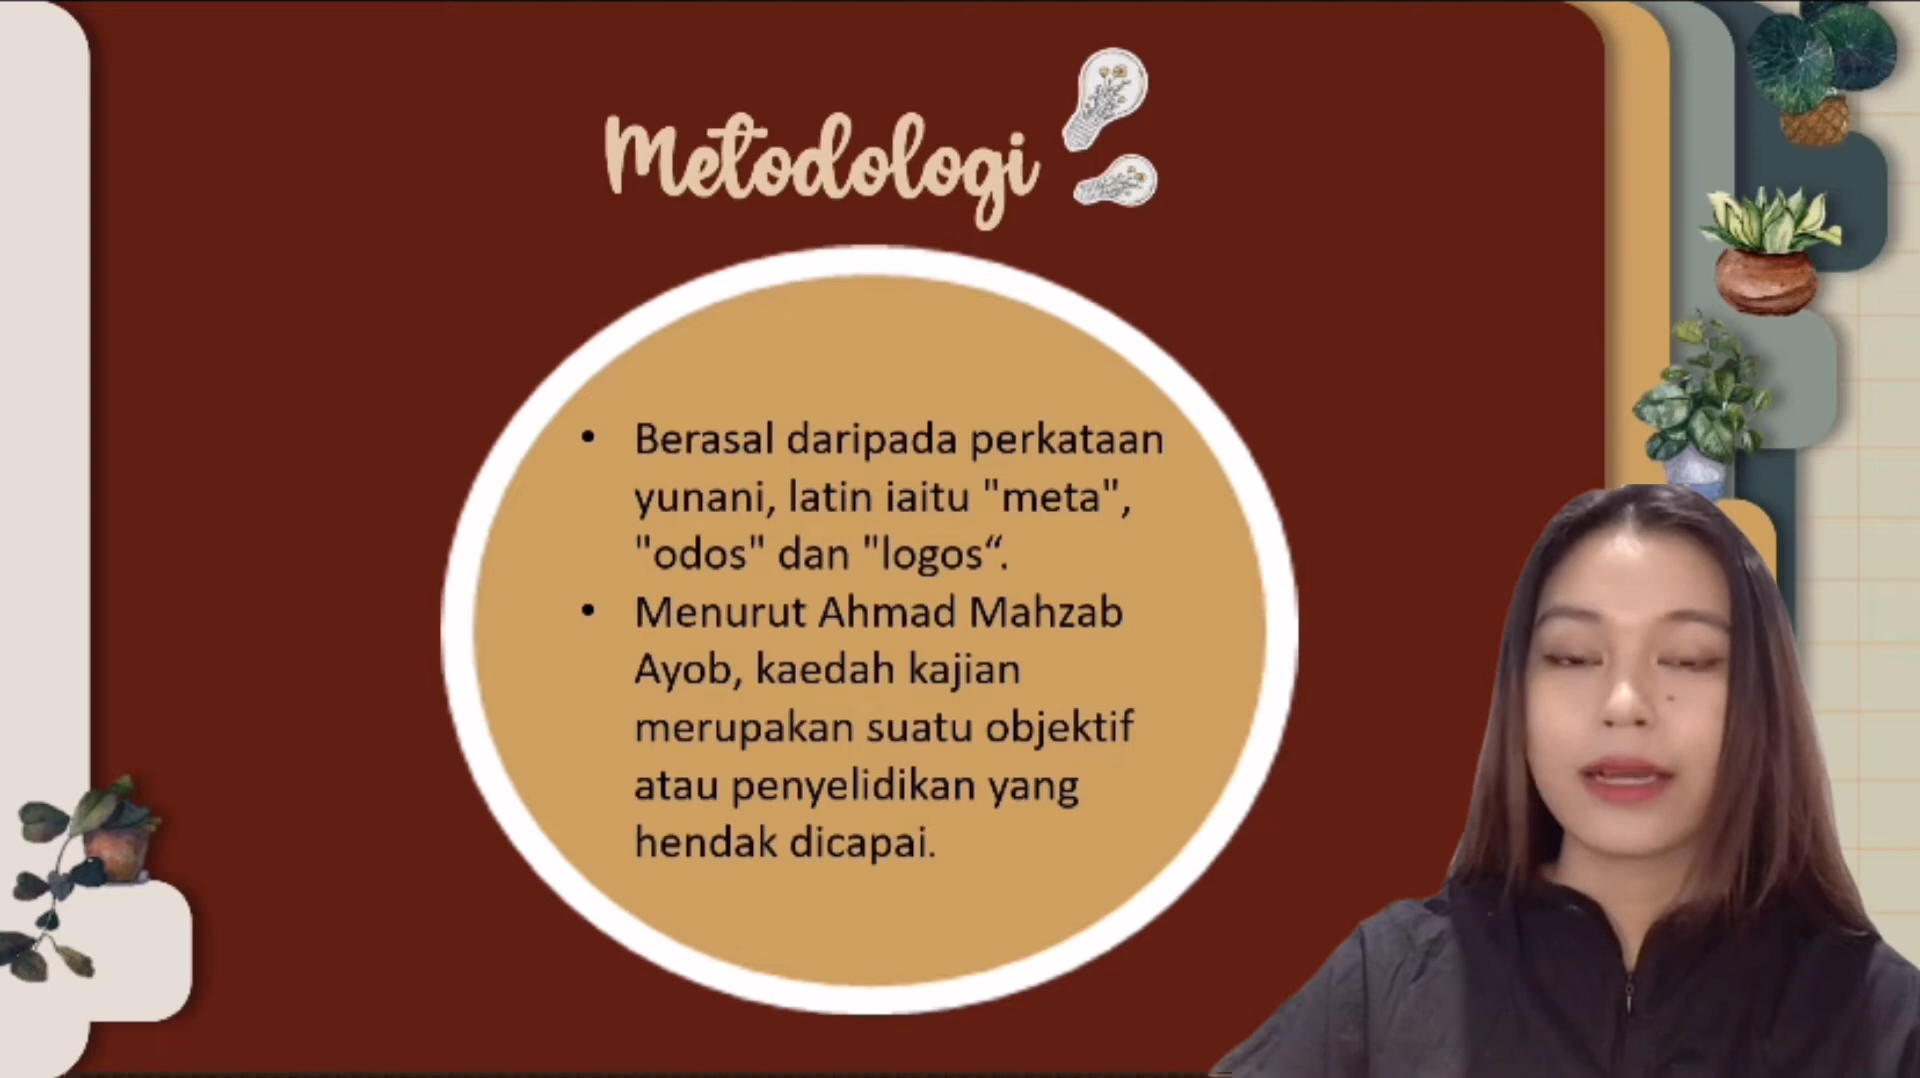 Metodologi
• Berasal daripada perkataan
yunani, latin iaitu "meta",
"odos" dan "logos“.
• Menurut Ahmad Mahzab
Ayob, kaedah kajian
merupakan suatu objektif
atau penyelidikan yang
hendak dicapai.